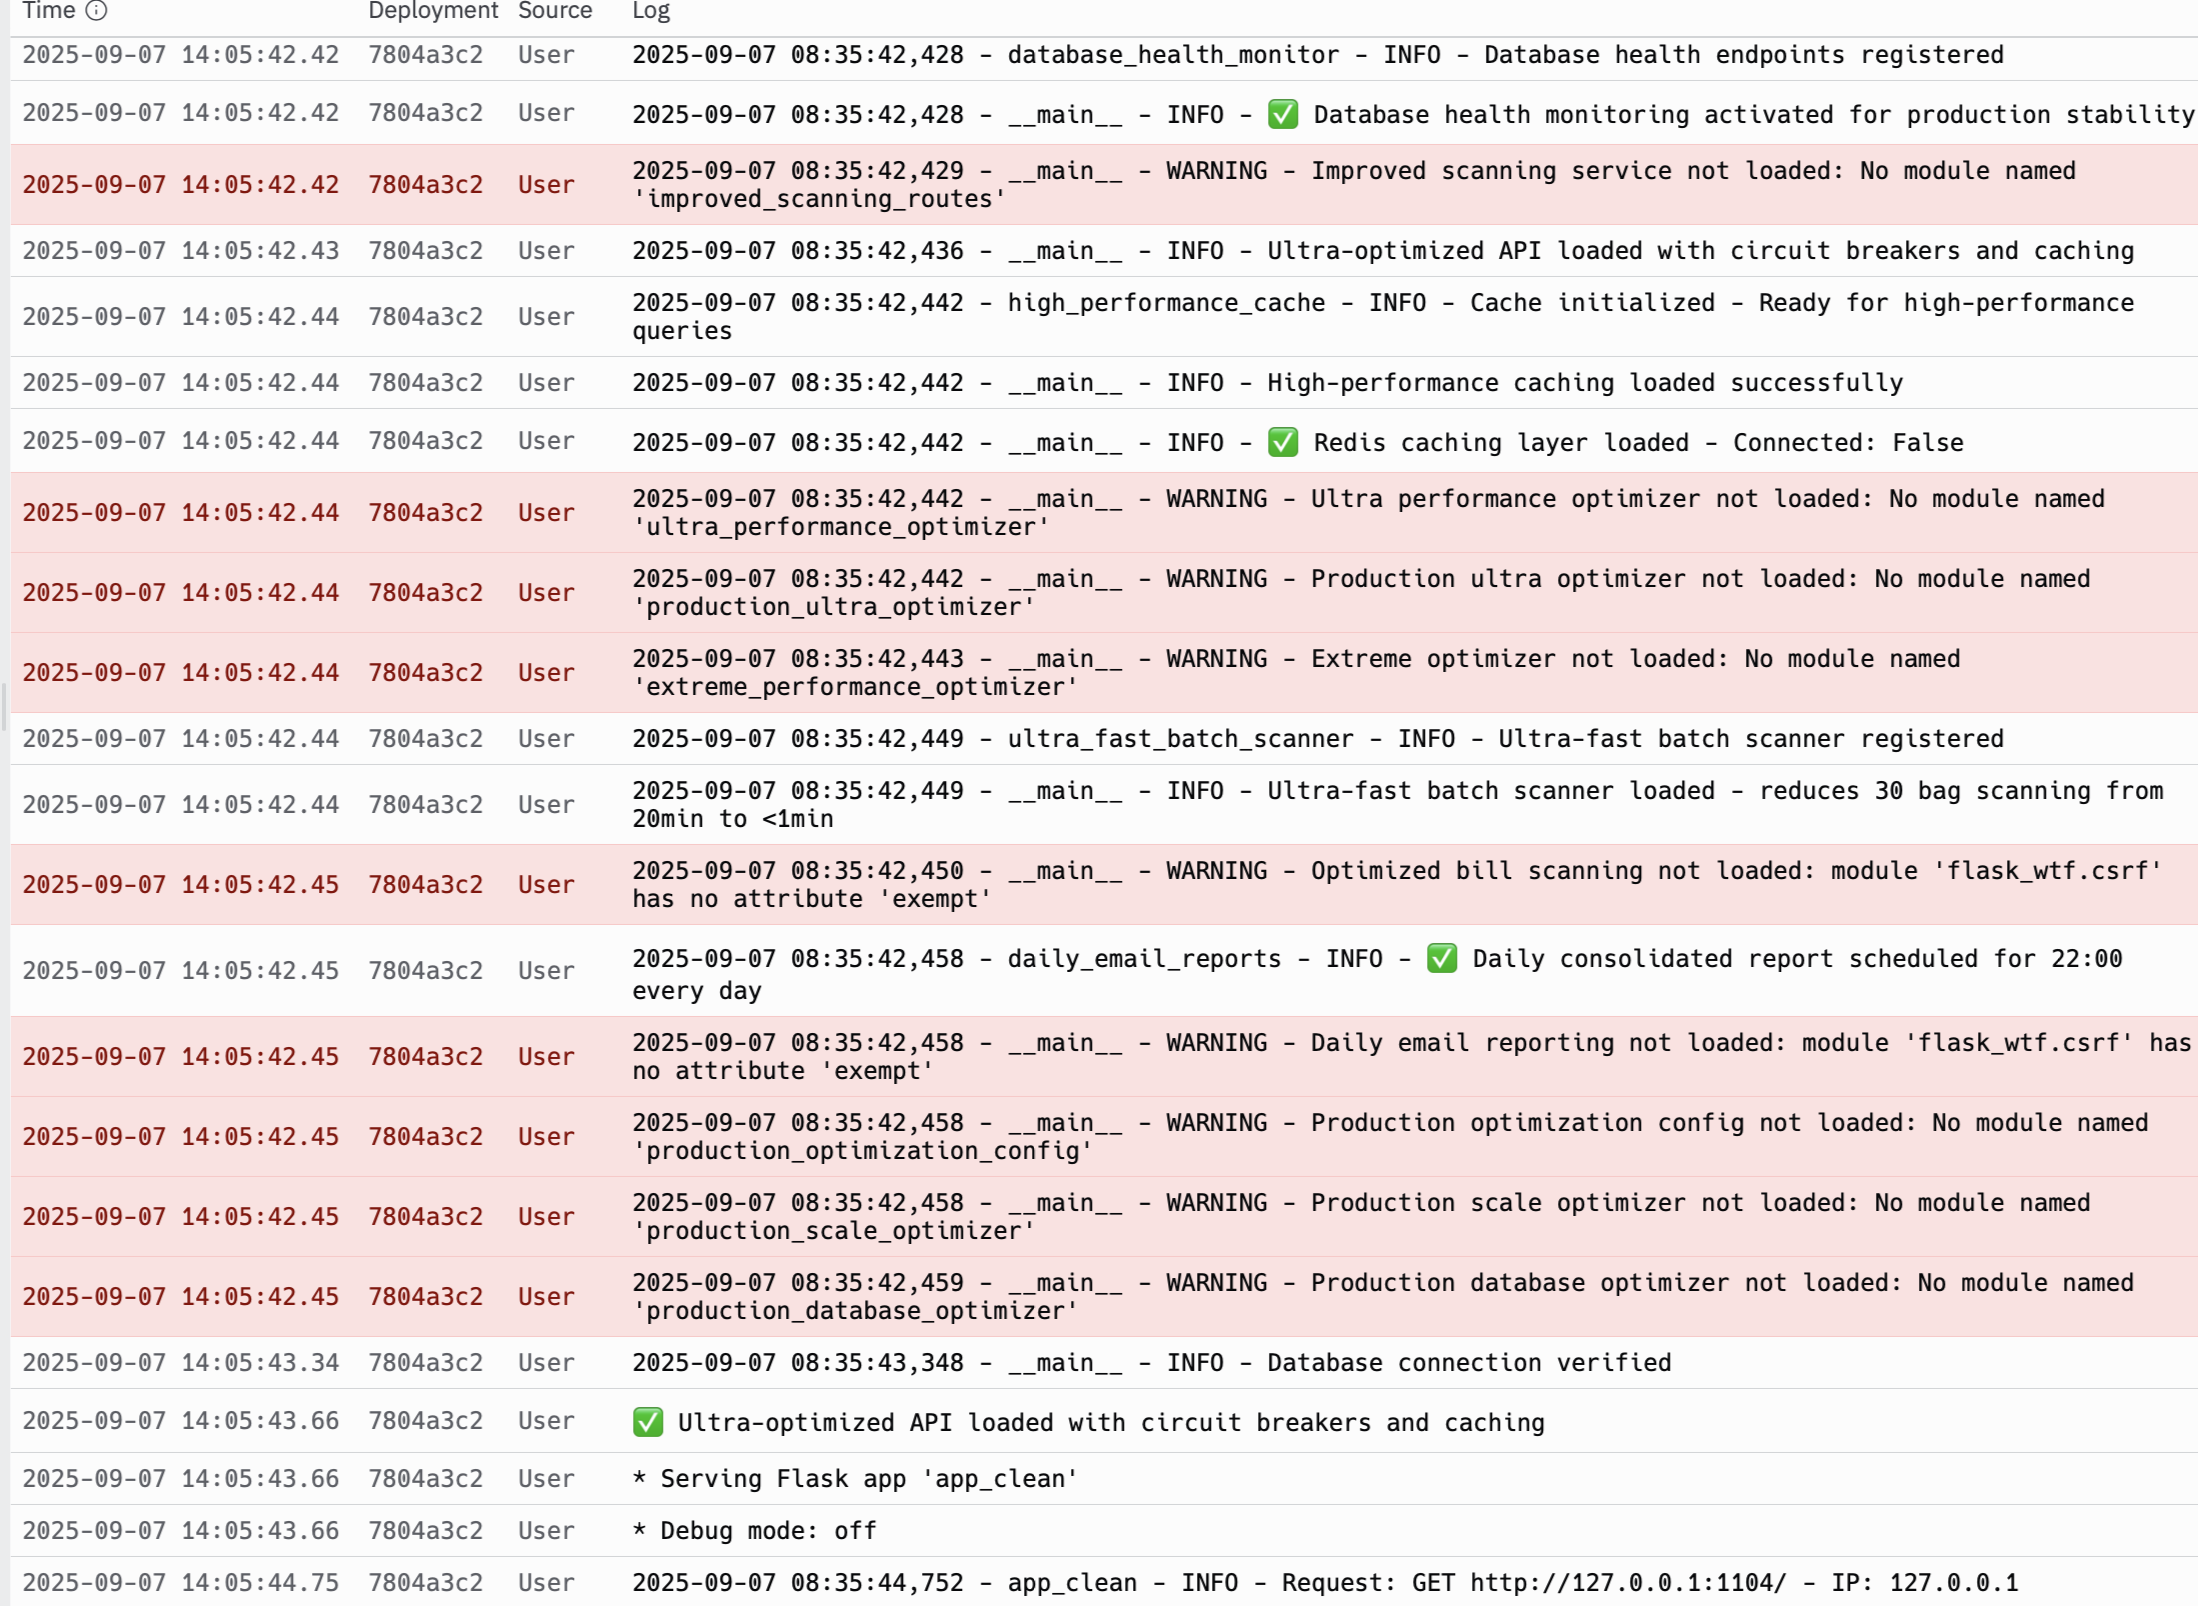 Time Deployment Source Log
2025-09-07 14:05:42.42 7804a3c2 User 2025-09-07 08:35:42,428 - database_health_monitor - INFO - Database health endpoints registered
2025-09-07 14:05:42.42 7804a3c2 User 2025-09-07 08:35:42,428 - __main__ - INFO - ✅ Database health monitoring activated for production stability
2025-09-07 14:05:42.42 7804a3c2 User 2025-09-07 08:35:42,429 - __main__ - WARNING - Improved scanning service not loaded: No module named
'improved_scanning_routes'
2025-09-07 14:05:42.43 7804a3c2 User 2025-09-07 08:35:42,436 - __main__ - INFO - Ultra-optimized API loaded with circuit breakers and caching
2025-09-07 14:05:42.44 7804a3c2 User 2025-09-07 08:35:42,442 - high_performance_cache - INFO - Cache initialized - Ready for high-performance
queries
2025-09-07 14:05:42.44 7804a3c2 User 2025-09-07 08:35:42,442 - __main__ - INFO - High-performance caching loaded successfully
2025-09-07 14:05:42.44 7804a3c2 User 2025-09-07 08:35:42,442 - __main__ - INFO - ✅ Redis caching layer loaded - Connected: False
2025-09-07 14:05:42.44 7804a3c2 User 2025-09-07 08:35:42,442 - __main__ - WARNING - Ultra performance optimizer not loaded: No module named
'ultra_performance_optimizer'
2025-09-07 14:05:42.44 7804a3c2 User 2025-09-07 08:35:42,442 - __main__ - WARNING - Production ultra optimizer not loaded: No module named
'production_ultra_optimizer'
2025-09-07 14:05:42.44 7804a3c2 User 2025-09-07 08:35:42,443 - __main__ - WARNING - Extreme optimizer not loaded: No module named
'extreme_performance_optimizer'
2025-09-07 14:05:42.44 7804a3c2 User 2025-09-07 08:35:42,449 - ultra_fast_batch_scanner - INFO - Ultra-fast batch scanner registered
2025-09-07 14:05:42.44 7804a3c2 User 2025-09-07 08:35:42,449 - __main__ - INFO - Ultra-fast batch scanner loaded - reduces 30 bag scanning from
20min to <1min
2025-09-07 14:05:42.45 7804a3c2 User 2025-09-07 08:35:42,450 - __main__ - WARNING - Optimized bill scanning not loaded: module 'flask_wtf.csrf'
has no attribute 'exempt'
2025-09-07 14:05:42.45 7804a3c2 User 2025-09-07 08:35:42,458 - daily_email_reports - INFO - ✅ Daily consolidated report scheduled for 22:00
every day
2025-09-07 14:05:42.45 7804a3c2 User 2025-09-07 08:35:42,458 - __main__ - WARNING - Daily email reporting not loaded: module 'flask_wtf.csrf' has
no attribute 'exempt'
2025-09-07 14:05:42.45 7804a3c2 User 2025-09-07 08:35:42,458 - __main__ - WARNING - Production optimization config not loaded: No module named
'production_optimization_config'
2025-09-07 14:05:42.45 7804a3c2 User 2025-09-07 08:35:42,458 - __main__ - WARNING - Production scale optimizer not loaded: No module named
'production_scale_optimizer'
2025-09-07 14:05:42.45 7804a3c2 User 2025-09-07 08:35:42,459 - __main__ - WARNING - Production database optimizer not loaded: No module named
'production_database_optimizer'
2025-09-07 14:05:43.34 7804a3c2 User 2025-09-07 08:35:43,348 - __main__ - INFO - Database connection verified
2025-09-07 14:05:43.66 7804a3c2 User ✅ Ultra-optimized API loaded with circuit breakers and caching
2025-09-07 14:05:43.66 7804a3c2 User * Serving Flask app 'app_clean'
2025-09-07 14:05:43.66 7804a3c2 User * Debug mode: off
2025-09-07 14:05:44.75 7804a3c2 User 2025-09-07 08:35:44,752 - app_clean - INFO - Request: GET http://127.0.0.1:1104/ - IP: 127.0.0.1